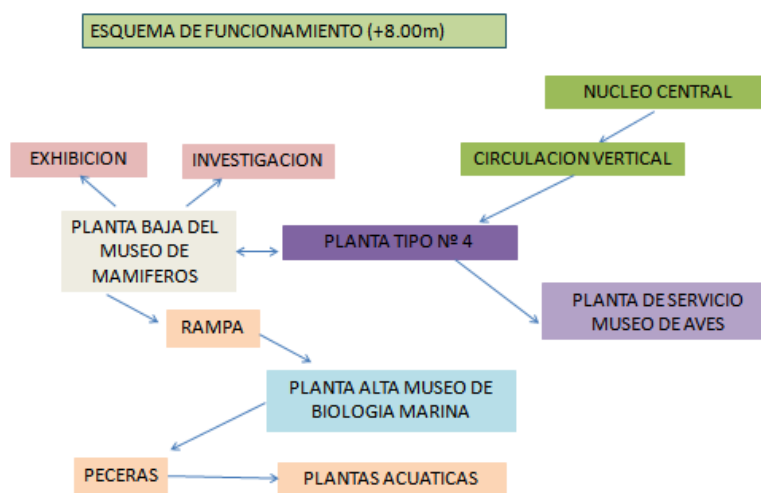 ESQUEMA DE FUNCIONAMIENTO (+8.00m)
NUCLEO CENTRAL
EXHIBICION
INVESTIGACION
CIRCULACION VERTICAL
PLANTA BAJA DEL
MUSEO DE
MAMIFEROS
PLANTA TIPO Nº 4
PLANTA DE SERVICIO
MUSEO DE AVES
RAMPA
PLANTA ALTA MUSEO DE
BIOLOGIA MARINA
PECERAS
PLANTAS ACUATICAS